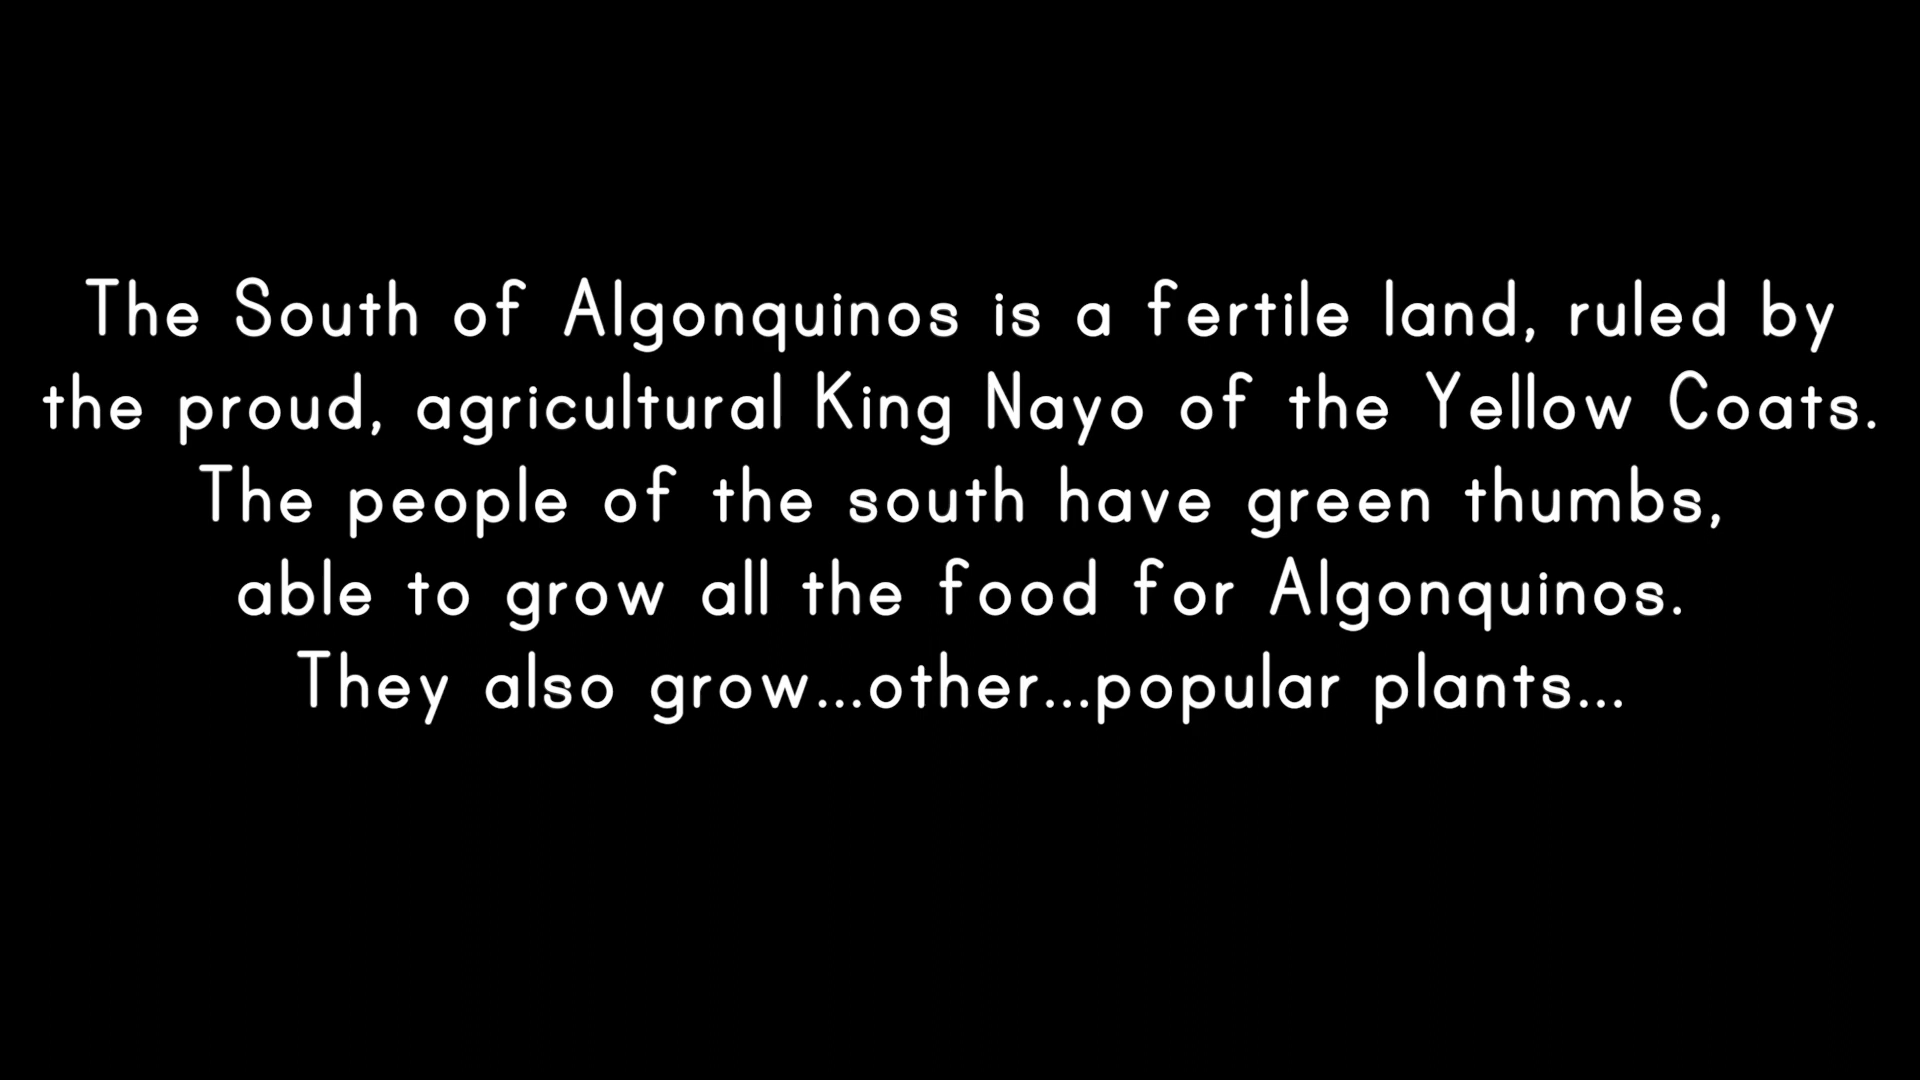 The South of Algonquinos is a fertile land, ruled by
the proud, agricultural King Nayo of the Yellow Coats.
The people of the south have green thumbs,
able to grow all the food for Algonquinos.
They also grow...other...popular plants...